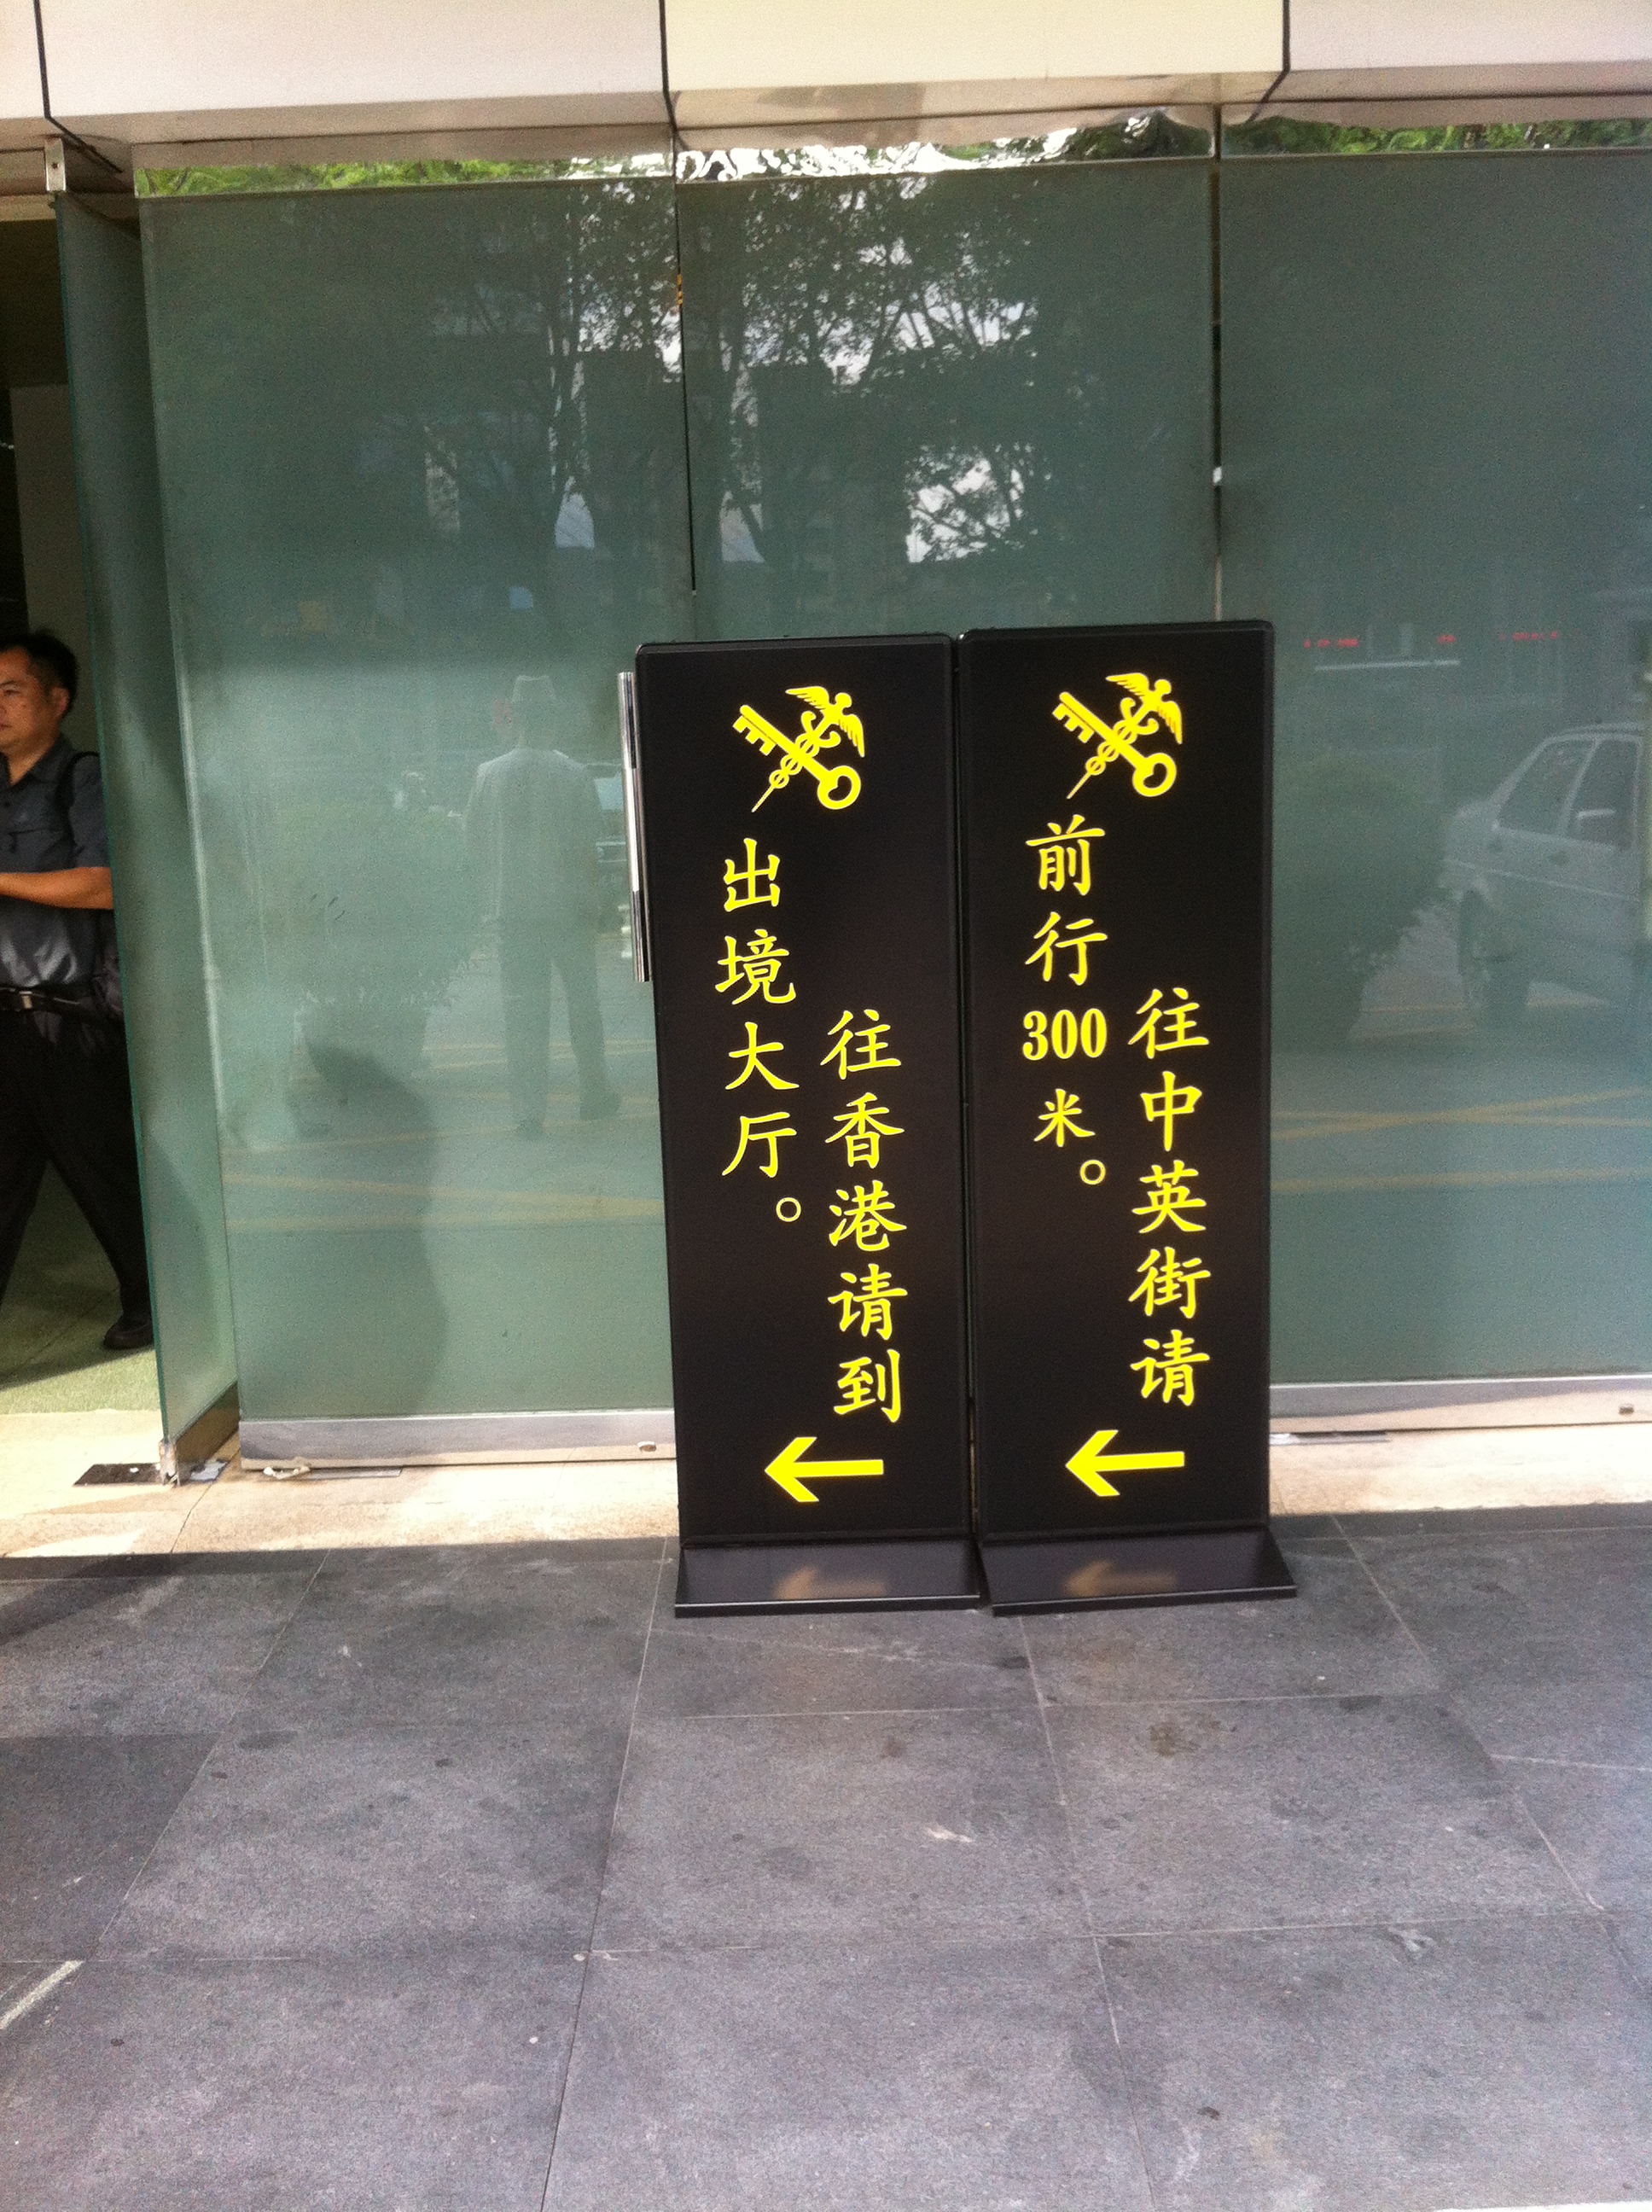 往香港请到
出境大厅。
往中英街请
前行300米。